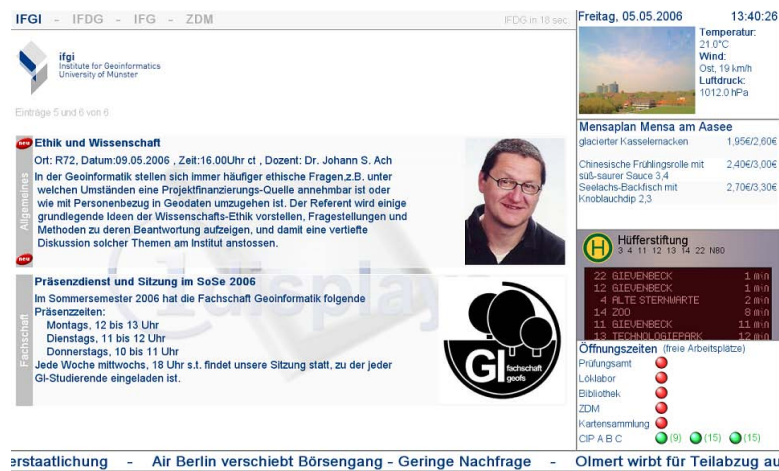 IFGI - IFDG - IFG - ZDM
IFDG in 18 sec.
ifgi
Institute for Geoinformatics
University of Münster
Einträge 5 und 6 von 6
neu
Allgemeines
neu
Ethik und Wissenschaft
Ort: R72, Datum:09.05.2006 , Zeit:16.00Uhr ct , Dozent: Dr. Johann S. Ach
In der Geoinformatik stellen sich immer häufiger ethische Fragen,z.B. unter
welchen Umständen eine Projektfinanzierungs-Quelle annehmbar ist oder
wie mit Personenbezug in Geodaten umzugehen ist. Der Referent wird einige
grundlegende Ideen der Wissenschafts-Ethik vorstellen, Fragestellungen und
Methoden zu deren Beantwortung aufzeigen, und damit eine vertiefte
Diskussion solcher Themen am Institut anstossen.
Fachschaft
Präsenzdienst und Sitzung im SoSe 2006
Im Sommersemester 2006 hat die Fachschaft Geoinformatik folgende
Präsenzzeiten:
Montags, 12 bis 13 Uhr
Dienstags, 11 bis 12 Uhr
Donnerstags, 10 bis 11 Uhr
Jede Woche mittwochs, 18 Uhr s.t. findet unsere Sitzung statt, zu der jeder
GI-Studierende eingeladen ist.
GI fachschaft
geofs
display
Freitag, 05.05.2006 13:40:26
Temperatur:
21.0°C
Wind:
Ost, 19 km/h
Luftdruck:
1012.0 hPa
Mensaplan Mensa am Aasee
glacierter Kasselernacken 1,95€/2,60€
Chinesische Frühlingsrolle mit 2,40€/3,00€
süß-saurer Sauce 3,4
Seelachs-Backfisch mit 2,70€/3,30€
Knoblauchdip 2,3
H Hüfferstiftung
3 4 11 12 13 14 22 N80
22 GIEVENBECK 1 min
12 GIEVENBECK 1 min
4 ALTE STERNWARTE 2 min
14 ZOO 8 min
11 GIEVENBECK 11 min
13 TECHNOLOGIEPARK 12 min
Öffnungszeiten (freie Arbeitsplätze)
Prüfungsamt
Löklabor
Bibliothek
ZDM
Kartensammlung
CIP A B C (9) (15) (15)
erstaatlichung - Air Berlin verschiebt Börsengang - Geringe Nachfrage - Olmert wirbt für Teilabzug au